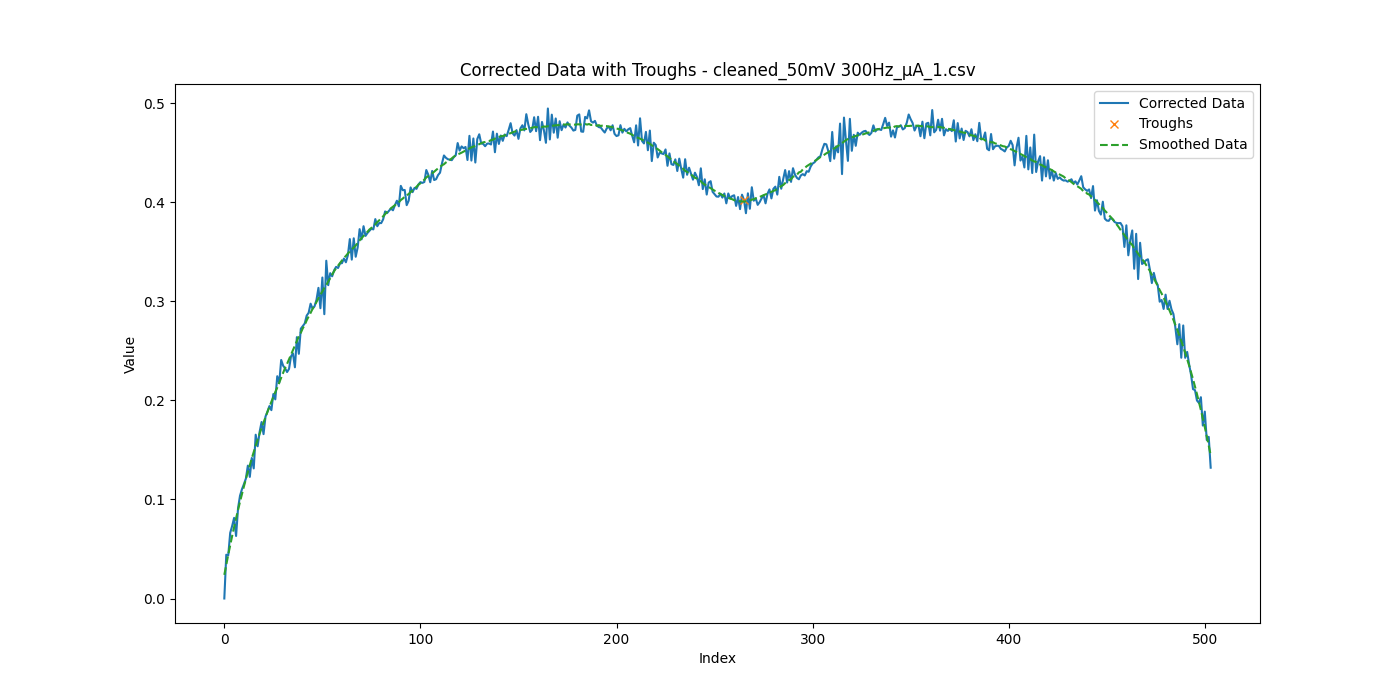 Corrected Data with Troughs - cleaned_50mV 300Hz_μA_1.csv
Corrected Data
Troughs
Smoothed Data
Value
0.5
0.4
0.3
0.2
0.1
0.0
0 100 200 300 400 500
Index